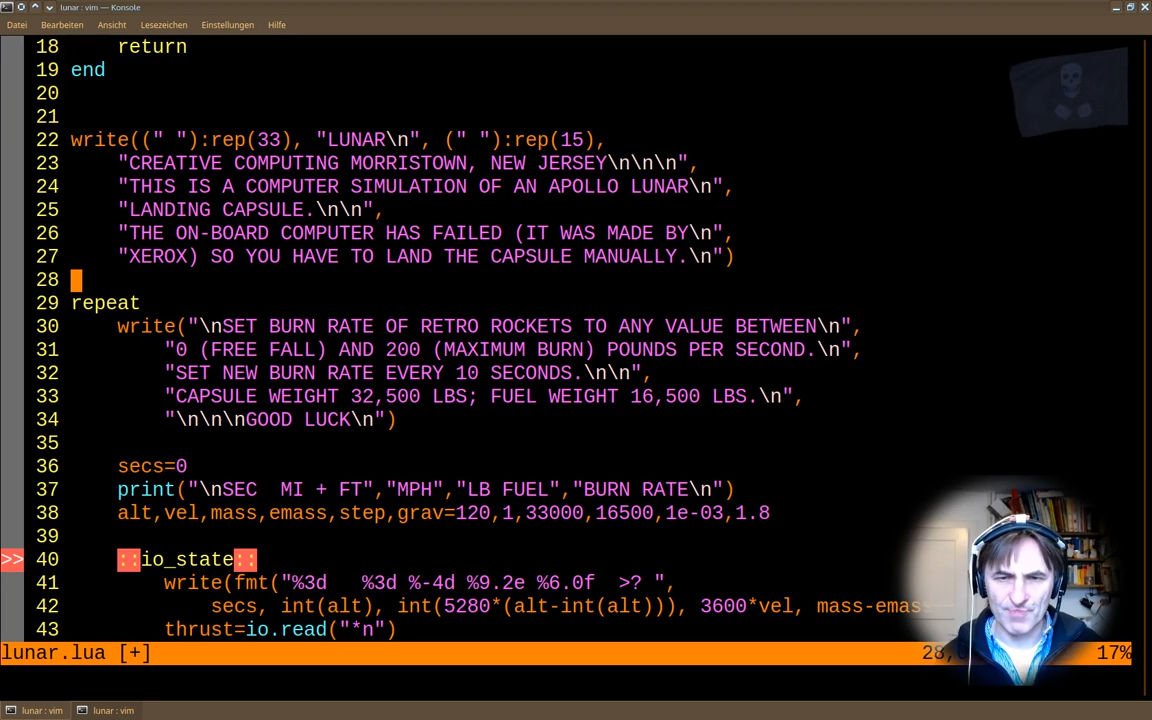 lunar : vim — Konsole
Datei Bearbeiten Ansicht Lesezeichen Einstellungen Hilfe
18 return
19 end
20
21
22 write((" "):rep(33), "LUNAR\n", (" "):rep(15),
23 "CREATIVE COMPUTING MORRISTOWN, NEW JERSEY\n\n\n",
24 "THIS IS A COMPUTER SIMULATION OF AN APOLLO LUNAR\n",
25 "LANDING CAPSULE.\n\n",
26 "THE ON-BOARD COMPUTER HAS FAILED (IT WAS MADE BY\n",
27 "XEROX) SO YOU HAVE TO LAND THE CAPSULE MANUALLY.\n")
28
29 repeat
30 write("\nSET BURN RATE OF RETRO ROCKETS TO ANY VALUE BETWEEN\n",
31 "0 (FREE FALL) AND 200 (MAXIMUM BURN) POUNDS PER SECOND.\n",
32 "SET NEW BURN RATE EVERY 10 SECONDS.\n\n",
33 "CAPSULE WEIGHT 32,500 LBS; FUEL WEIGHT 16,500 LBS.\n",
34 "\n\n\nGOOD LUCK\n")
35
36 secs=0
37 print("\nSEC  MI + FT","MPH","LB FUEL","BURN RATE\n")
38 alt,vel,mass,emass,step,grav=120,1,33000,16500,1e-03,1.8
39
>> 40 ::io_state::
41 write(fmt("%3d   %3d %-4d %9.2e %6.0f  >? ",
42 secs, int(alt), int(5280*(alt-int(alt))), 3600*vel, mass-emas
43 thrust=io.read("*n")
lunar.lua [+] 28, 17%
lunar : vim lunar : vim